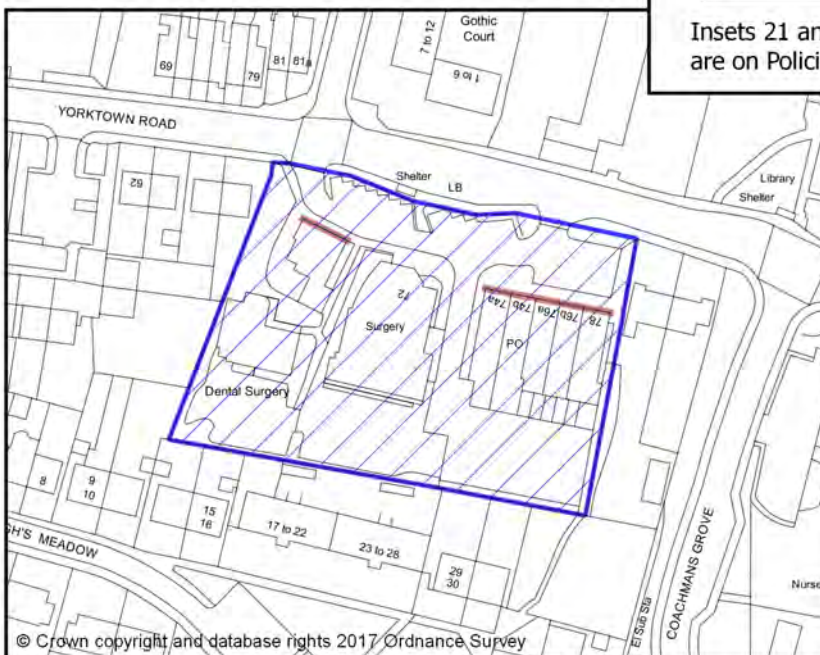 Insets 21 an
are on Polici
Gothic
Court
7 to 12
1 to 6
69
79
81
81a
YORKTOWN ROAD
62
Shelter
LB
Library
Shelter
72
Surgery
74a
74b
76a
76b
78
PO
Dental Surgery
8
9
10
15
16
17 to 22
23 to 28
29
30
GH'S MEADOW
El Sub Sta
COACHMANS GROVE
Nurse
© Crown copyright and database rights 2017 Ordnance Survey